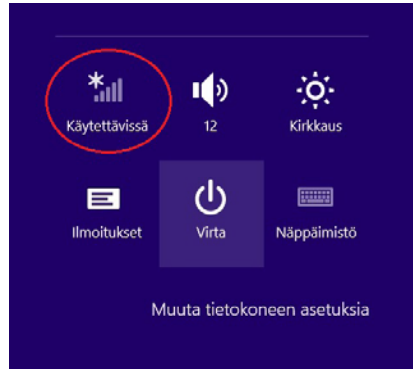 Käytettävissä
12
Kirkkaus
Ilmoitukset
Virta
Näppäimistö
Muuta tietokoneen asetuksia